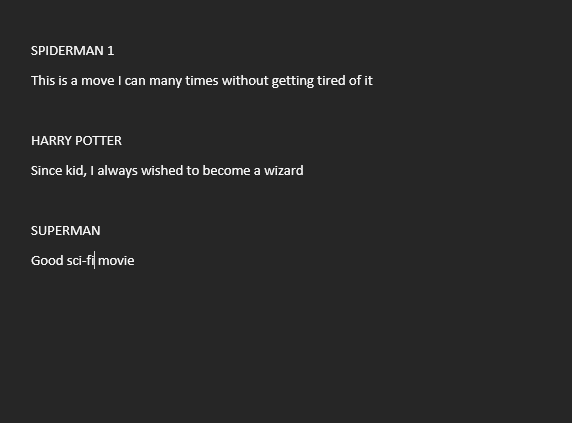 SPIDERMAN 1
This is a move I can many times without getting tired of it
HARRY POTTER
Since kid, I always wished to become a wizard
SUPERMAN
Good sci-fi movie